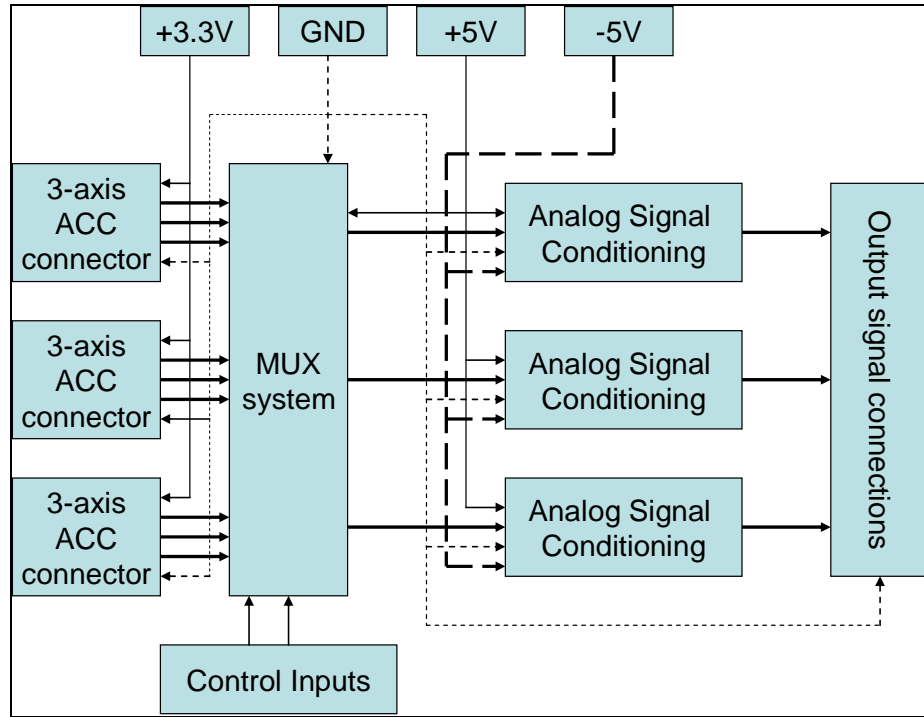 +3.3V
GND
+5V
-5V
3-axis
ACC
connector
3-axis
ACC
connector
3-axis
ACC
connector
MUX
system
Analog Signal
Conditioning
Analog Signal
Conditioning
Analog Signal
Conditioning
Output signal connections
Control Inputs